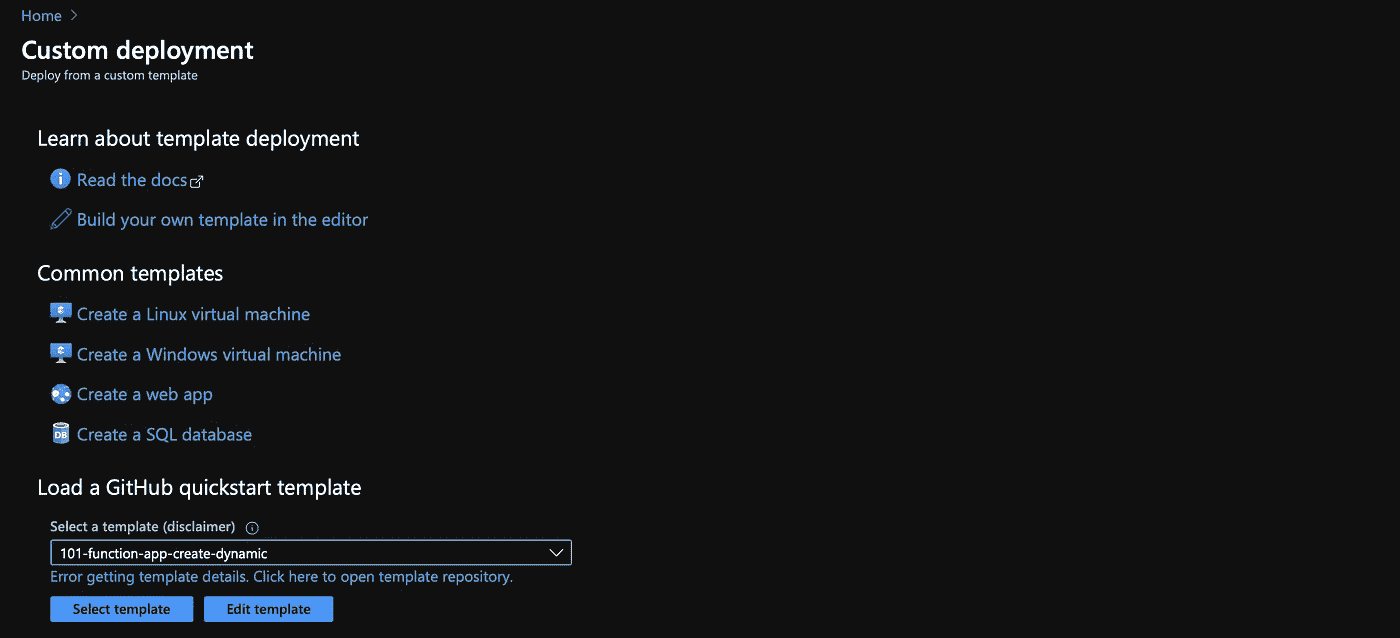 Home
Custom deployment
Deploy from a custom template
Learn about template deployment
Read the docs
Build your own template in the editor
Common templates
Create a Linux virtual machine
Create a Windows virtual machine
Create a web app
DB Create a SQL database
Load a GitHub quickstart template
Select a template (disclaimer)
101-function-app-create-dynamic
Error getting template details. Click here to open template repository.
Select template Edit template